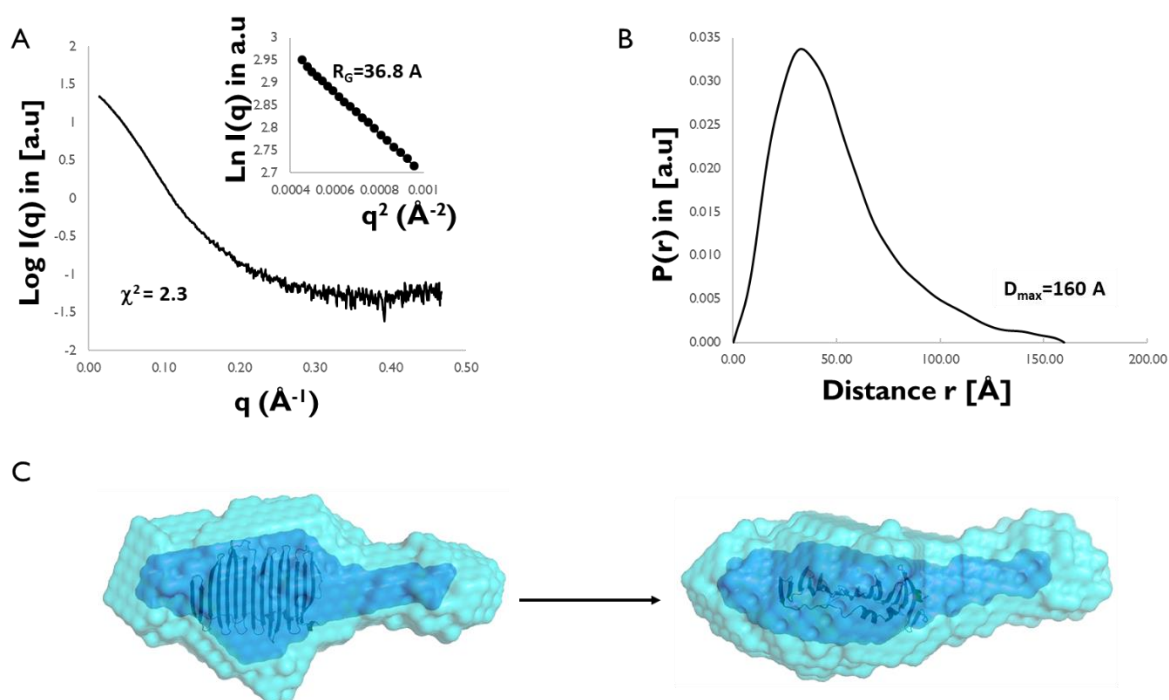 A
Log I(q) in [a.u]
2
1.5
1
0.5
0
-0.5
-1
-1.5
-2
0.00 0.10 0.20 0.30 0.40 0.50
q (Å-1)
χ2 = 2.3
Ln I(q) in a.u
3
2.95
2.9
2.85
2.8
2.75
2.7
0.0004 0.0006 0.0008 0.001
q2 (Å-2)
RG=36.8 A
B
P(r) in [a.u]
0.035
0.030
0.025
0.020
0.015
0.010
0.005
0.000
0.00 50.00 100.00 150.00 200.00
Distance r [Å]
Dmax=160 A
C